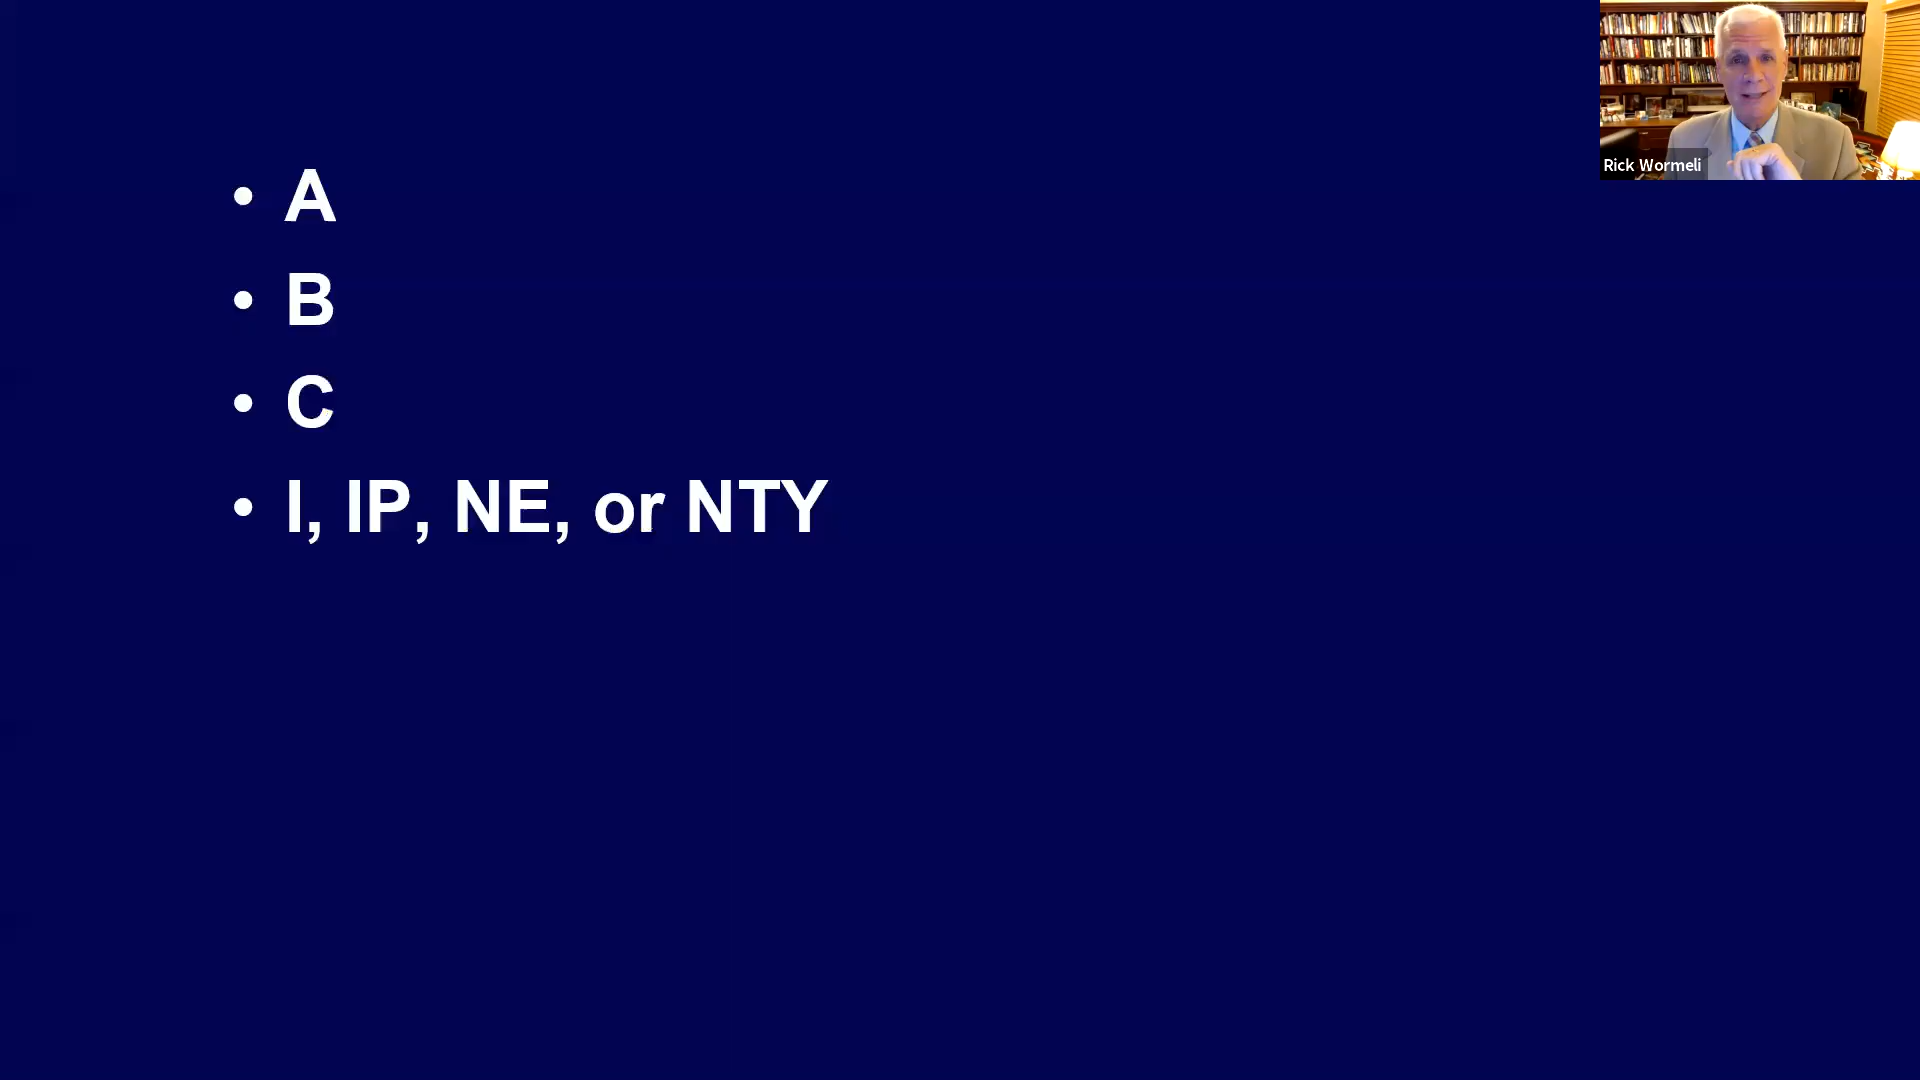 • A
• B
• C
• I, IP, NE, or NTY
Rick Wormeli